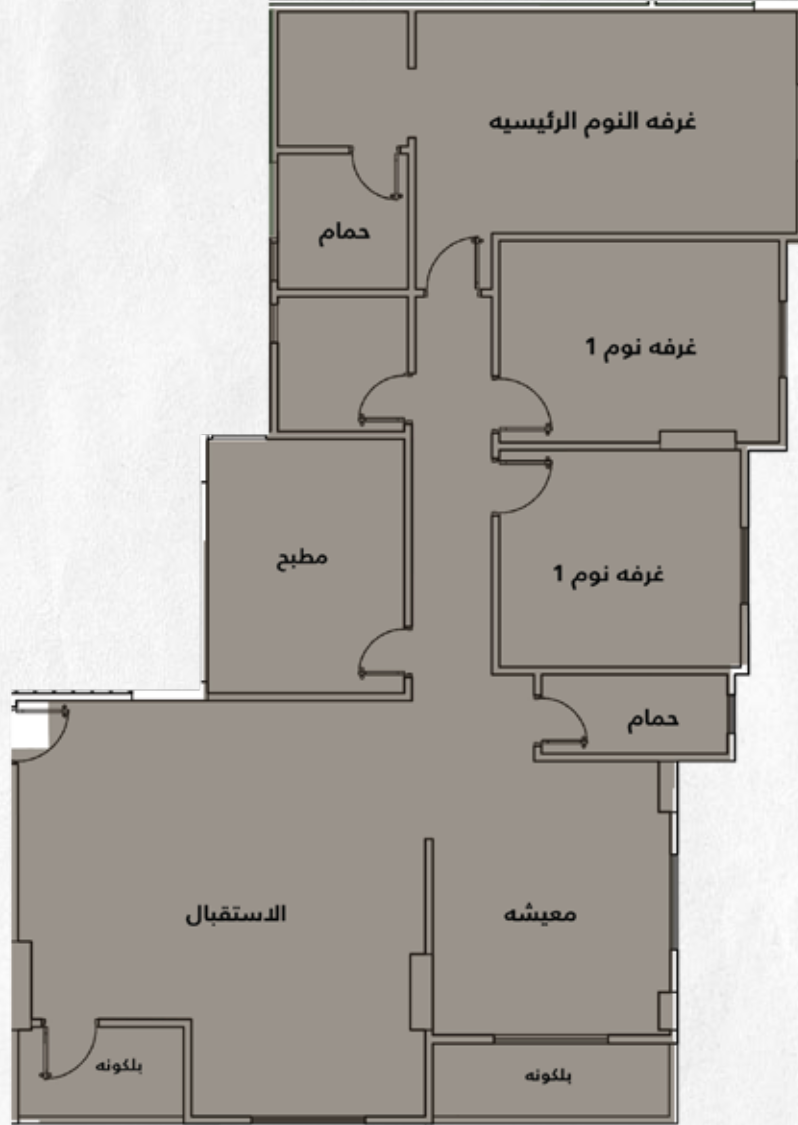 غرفه النوم الرئيسيه
حمام
غرفه نوم 1
مطبخ
غرفه نوم 1
حمام
الاستقبال
معيشه
بلكونه
بلكونه